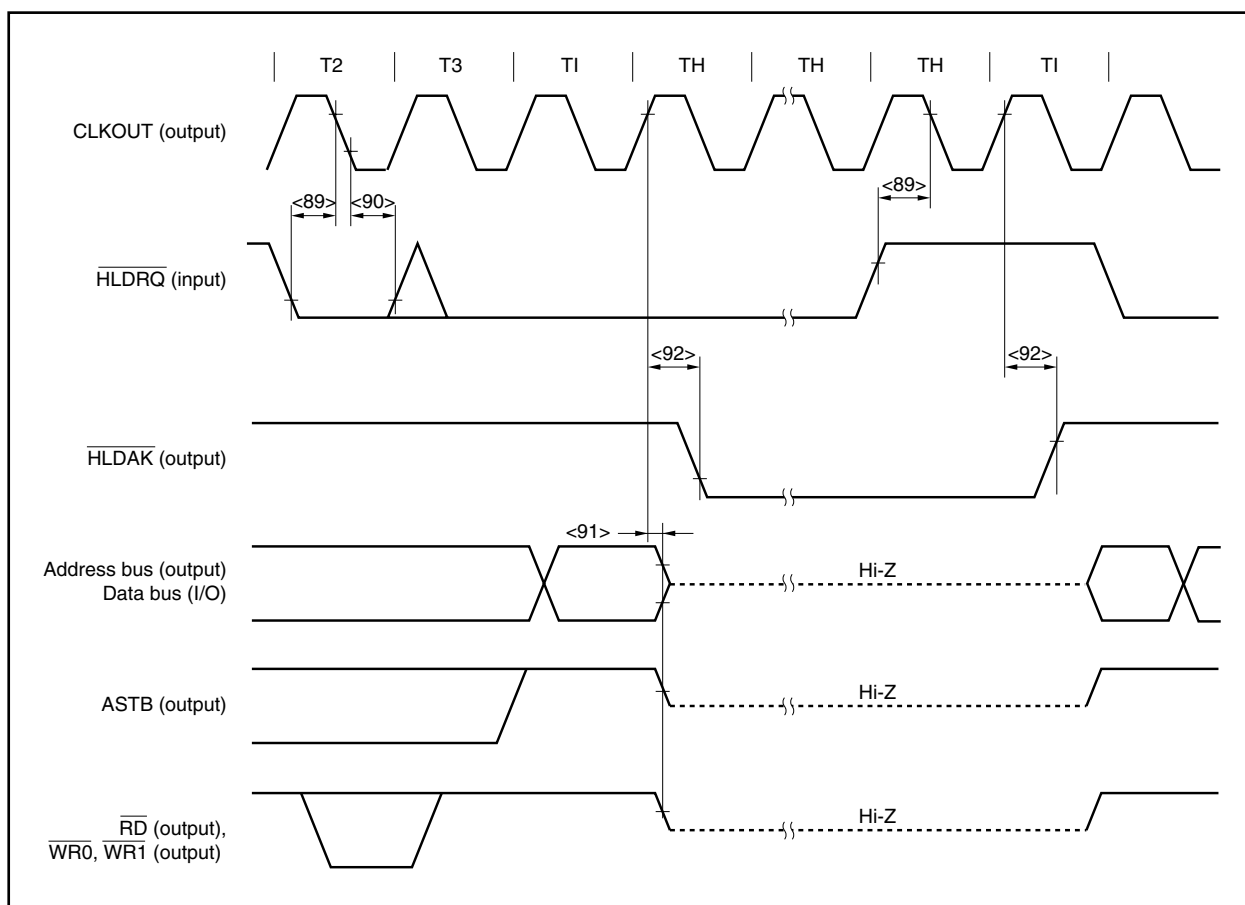 T2 T3 TI TH TH TH TI
CLKOUT (output)
<89> <90> <89>
HLDRQ (input)
<92> <92>
HLDAK (output)
<91>
Address bus (output)
Data bus (I/O)
Hi-Z
ASTB (output)
Hi-Z
RD (output),
WR0, WR1 (output)
Hi-Z